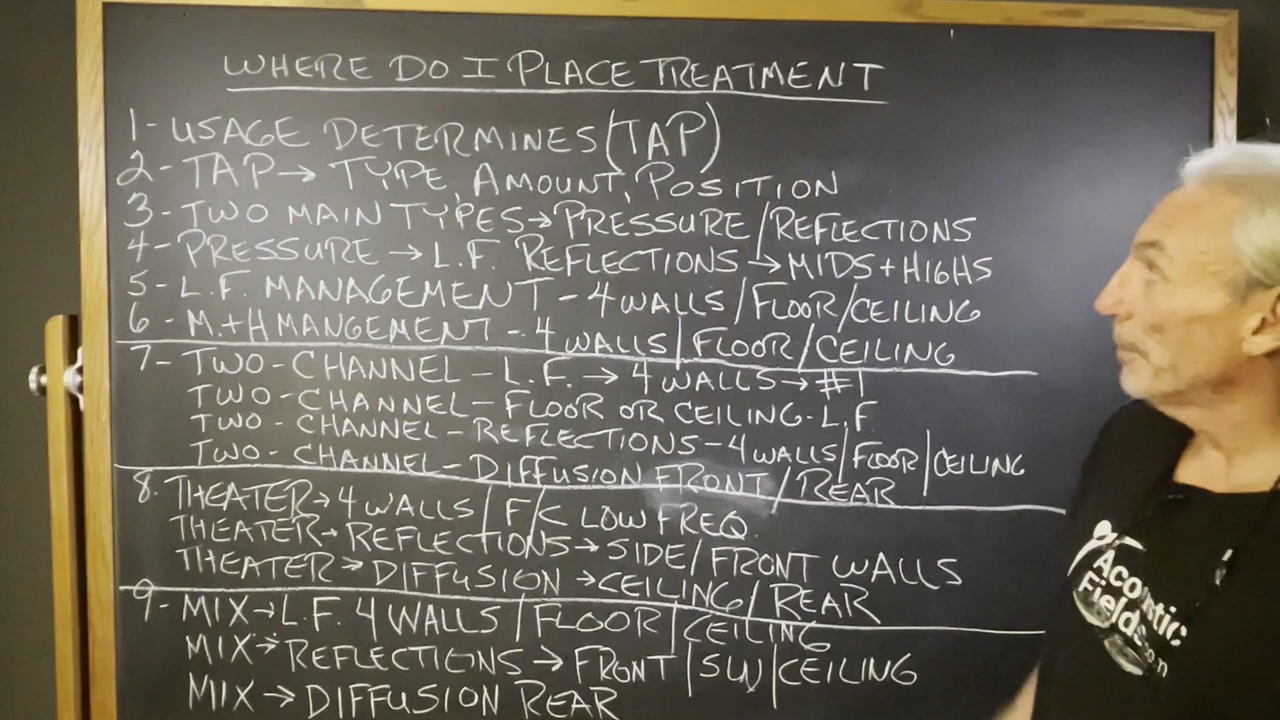 WHERE DO I PLACE TREATMENT
1- USAGE DETERMINES (TAP)
2- TAP → TYPE, AMOUNT, POSITION
3- TWO MAIN TYPES → PRESSURE/REFLECTIONS
4- PRESSURE → L.F. REFLECTIONS → MIDS + HIGHS
5- L.F. MANAGEMENT - 4 WALLS/FLOOR/CEILING
6- M.+H MANGEMENT - 4 WALLS/FLOOR/CEILING
7- TWO-CHANNEL - L.F. → 4 WALLS → #1
TWO-CHANNEL - FLOOR OR CEILING - L.F
TWO-CHANNEL - REFLECTIONS - 4 WALLS/FLOOR/CEILING
TWO-CHANNEL - DIFFUSION FRONT/REAR
8. THEATER → 4 WALLS/F/C LOW FREQ.
THEATER → REFLECTIONS → SIDE/FRONT WALLS
THEATER → DIFFUSION → CEILING/REAR
9- MIX → L.F. 4 WALLS/FLOOR/CEILING
MIX → REFLECTIONS → FRONT/SW/CEILING
MIX → DIFFUSION REAR
Acoustic
Fields